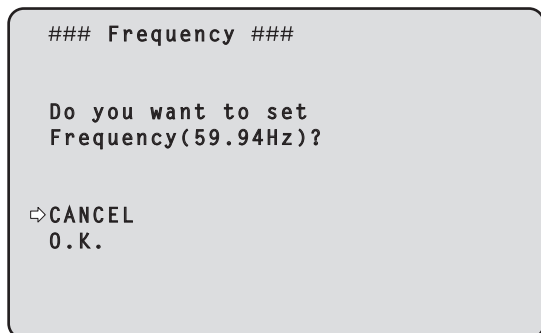 ### Frequency ###
Do you want to set
Frequency(59.94Hz)?
⇨CANCEL
O.K.